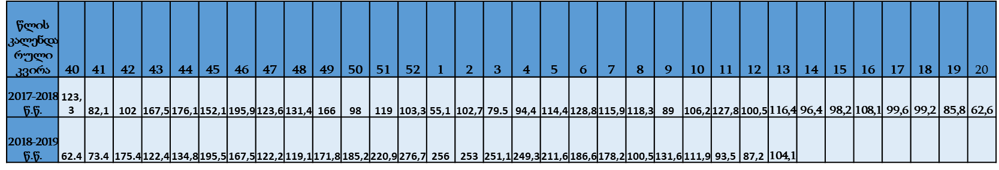 წლის
კალენდა
რული
კვირა 40 41 42 43 44 45 46 47 48 49 50 51 52 1 2 3 4 5 6 7 8 9 10 11 12 13 14 15 16 17 18 19 20
2017-2018 123,
წ.წ. 3 82,1 102 167,5 176,1 152,1 195,9 123,6 131,4 166 98 119 103,3 55,1 102,7 79.5 94,4 114,4 128,8 115,9 118,3 89 106,2 127,8 100,5 116,4 96,4 98,2 108,1 99,6 99,2 85,8 62,6
2018-2019
წ.წ. 62.4 73.4 175.4 122,4 134,8 195,5 167,5 122,2 119,1 171,8 185,2 220,9 276,7 256 253 251,1 249,3 211,6 186,6 178,2 100,5 131,6 111,9 93,5 87,2 104,1